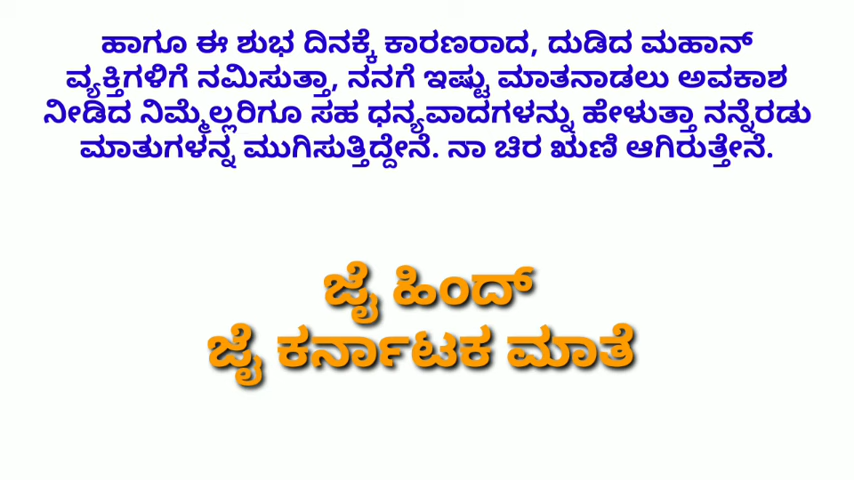 ಹಾಗೂ ಈ ಶುಭ ದಿನಕ್ಕೆ ಕಾರಣರಾದ, ದುಡಿದ ಮಹಾನ್
ವ್ಯಕ್ತಿಗಳಿಗೆ ನಮಿಸುತ್ತಾ, ನನಗೆ ಇಷ್ಟು ಮಾತನಾಡಲು ಅವಕಾಶ
ನೀಡಿದ ನಿಮ್ಮೆಲ್ಲರಿಗೂ ಸಹ ಧನ್ಯವಾದಗಳನ್ನು ಹೇಳುತ್ತಾ ನನ್ನೆರಡು
ಮಾತುಗಳನ್ನ ಮುಗಿಸುತ್ತಿದ್ದೇನೆ. ನಾ ಚಿರ ಋಣಿ ಆಗಿರುತ್ತೇನೆ.
ಜೈ ಹಿಂದ್
ಜೈ ಕರ್ನಾಟಕ ಮಾತೆ